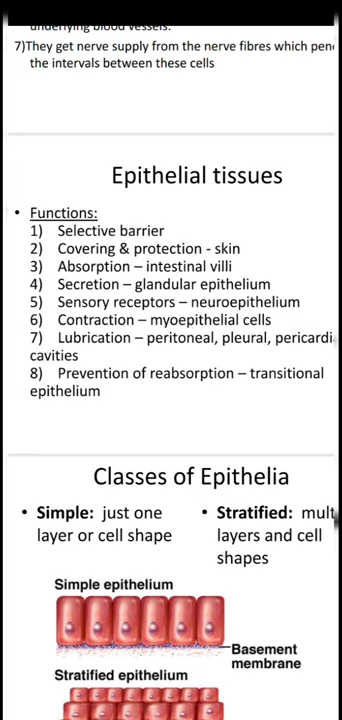 underlying blood vessels.
7)They get nerve supply from the nerve fibres which
the intervals between these cells
Epithelial tissues
• Functions:
1) Selective barrier
2) Covering & protection - skin
3) Absorption – intestinal villi
4) Secretion – glandular epithelium
5) Sensory receptors – neuroepithelium
6) Contraction – myoepithelial cells
7) Lubrication – peritoneal, pleural,
cavities
8) Prevention of reabsorption – transitional
epithelium
Classes of Epithelia
• Simple: just one
layer or cell shape
• Stratified:
layers and cell
shapes
Simple epithelium
Basement
membrane
Stratified epithelium